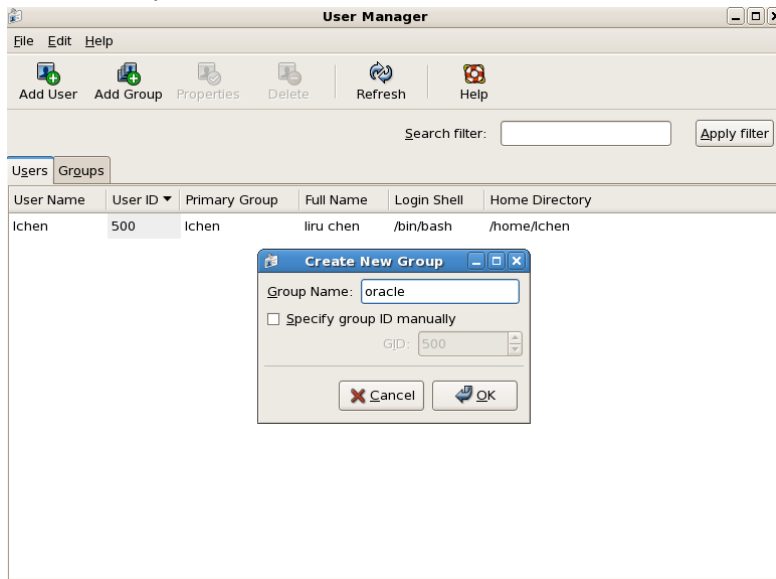 User Manager
File Edit Help
Add User Add Group Properties Delete Refresh Help
Search filter: Apply filter
Users Groups
User Name User ID Primary Group Full Name Login Shell Home Directory
lchen 500 lchen liru chen /bin/bash /home/lchen
Create New Group
Group Name: oracle
Specify group ID manually
GID: 500
Cancel OK